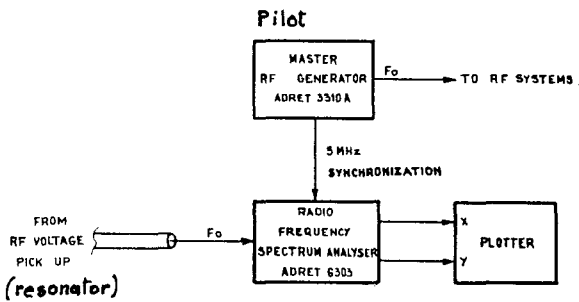 Pilot
MASTER
RF GENERATOR
ADRET 3310A
Fo
TO RF SYSTEMS.
5 MHz
SYNCHRONIZATION
FROM
RF VOLTAGE
PICK UP
(resonator)
Fo
RADIO
FREQUENCY
SPECTRUM ANALYSER
ADRET 6303
X
Y
PLOTTER